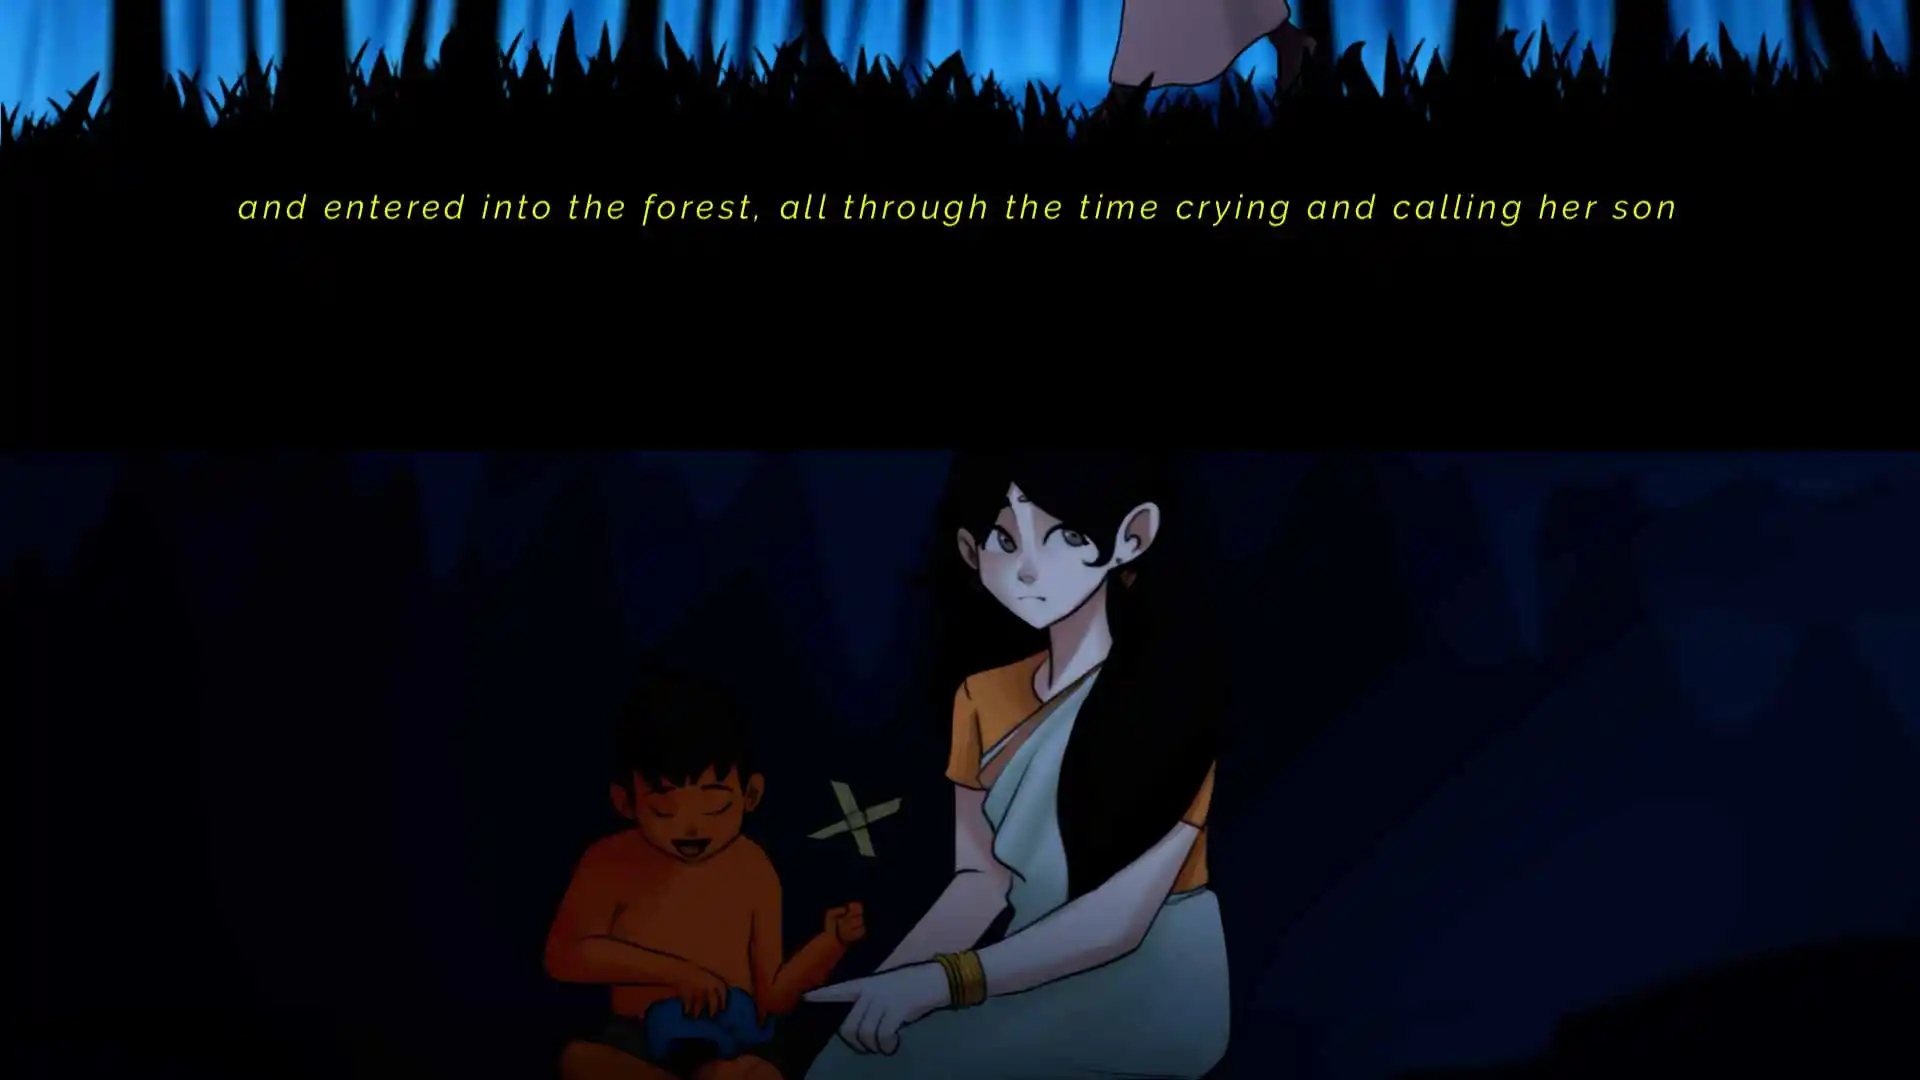 and entered into the forest, all through the time crying and calling her son